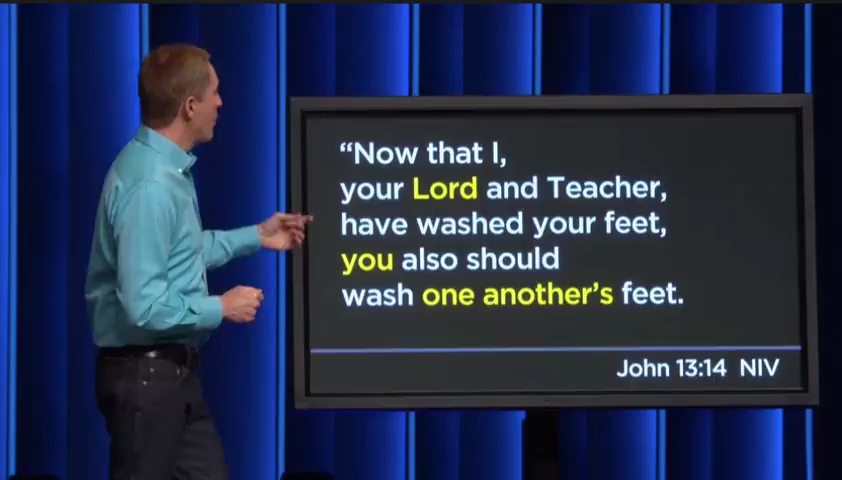 “Now that I,
your Lord and Teacher,
have washed your feet,
you also should
wash one another’s feet.
John 13:14 NIV